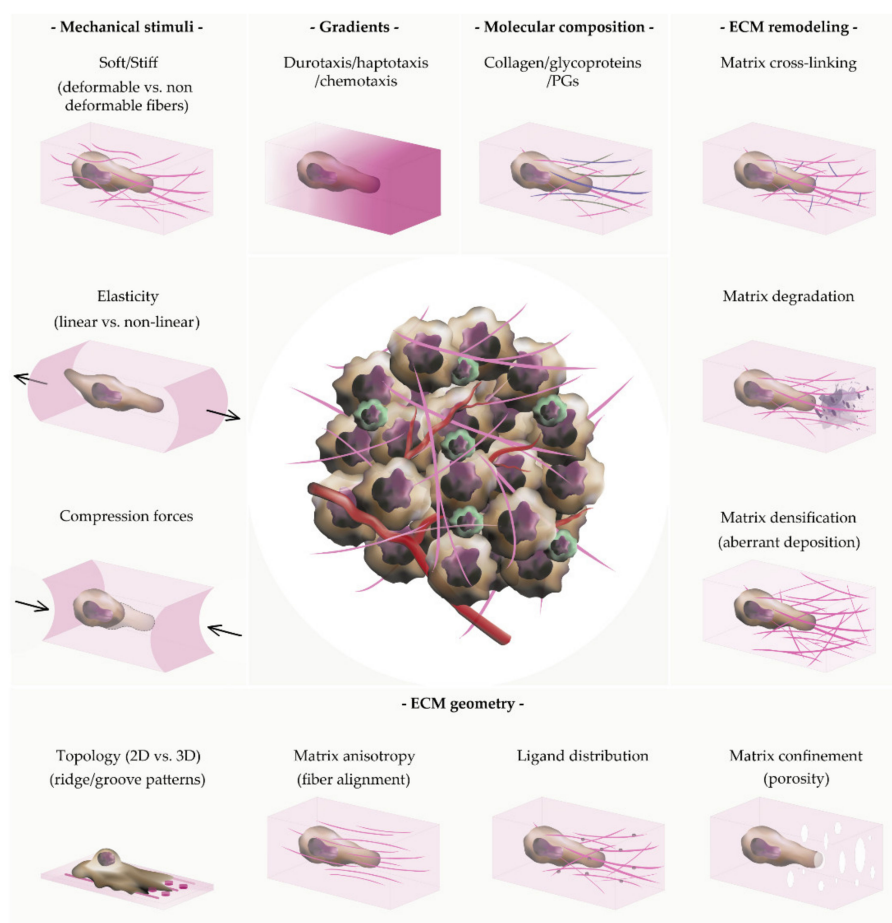 - Mechanical stimuli -
Soft/Stiff
(deformable vs. non
deformable fibers)
Elasticity
(linear vs. non-linear)
Compression forces
- Gradients -
Durotaxis/haptotaxis
/chemotaxis
- Molecular composition -
Collagen/glycoproteins
/PGs
- ECM remodeling -
Matrix cross-linking
Matrix degradation
Matrix densification
(aberrant deposition)
- ECM geometry -
Topology (2D vs. 3D)
(ridge/groove patterns)
Matrix anisotropy
(fiber alignment)
Ligand distribution
Matrix confinement
(porosity)